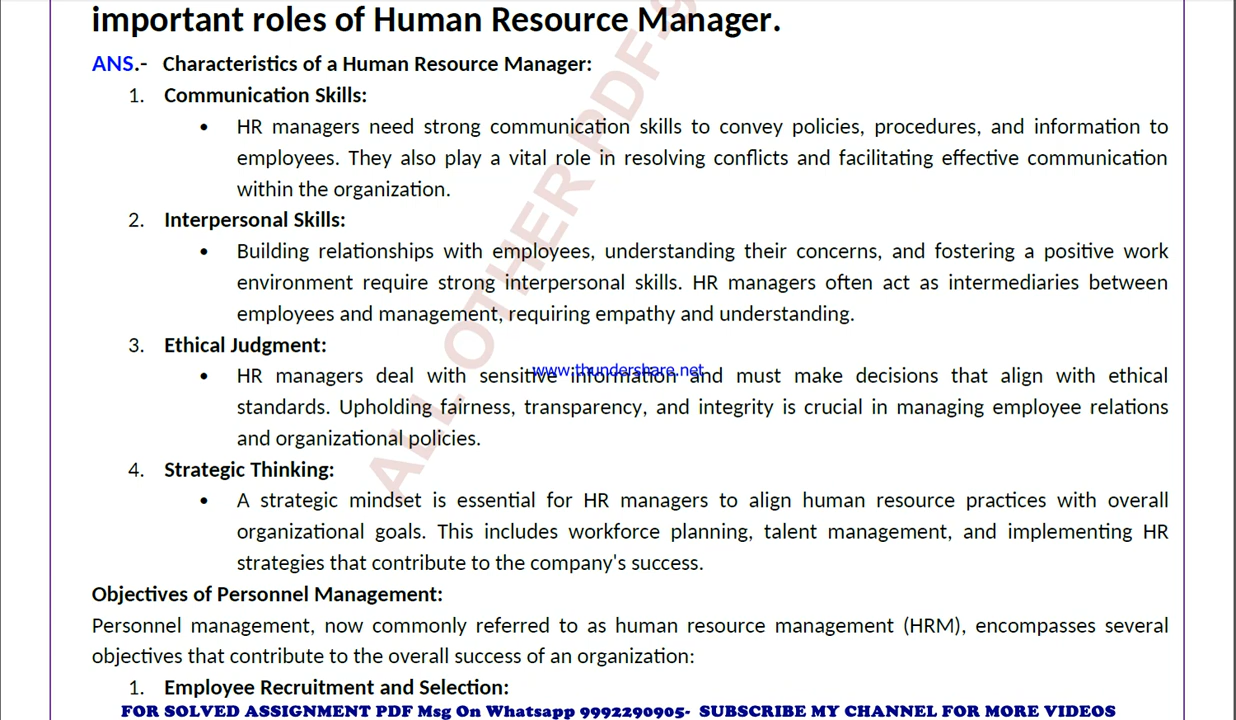 important roles of Human Resource Manager.
ANS.- Characteristics of a Human Resource Manager:
1. Communication Skills:
• HR managers need strong communication skills to convey policies, procedures, and information to
employees. They also play a vital role in resolving conflicts and facilitating effective communication
within the organization.
2. Interpersonal Skills:
• Building relationships with employees, understanding their concerns, and fostering a positive work
environment require strong interpersonal skills. HR managers often act as intermediaries between
employees and management, requiring empathy and understanding.
3. Ethical Judgment:
www.thundershare.net
• HR managers deal with sensitive information and must make decisions that align with ethical
standards. Upholding fairness, transparency, and integrity is crucial in managing employee relations
and organizational policies.
4. Strategic Thinking:
• A strategic mindset is essential for HR managers to align human resource practices with overall
organizational goals. This includes workforce planning, talent management, and implementing HR
strategies that contribute to the company's success.
Objectives of Personnel Management:
Personnel management, now commonly referred to as human resource management (HRM), encompasses several
objectives that contribute to the overall success of an organization:
1. Employee Recruitment and Selection:
FOR SOLVED ASSIGNMENT PDF Msg On Whatsapp 9992290905- SUBSCRIBE MY CHANNEL FOR MORE VIDEOS
ALL OTHER PDF-9